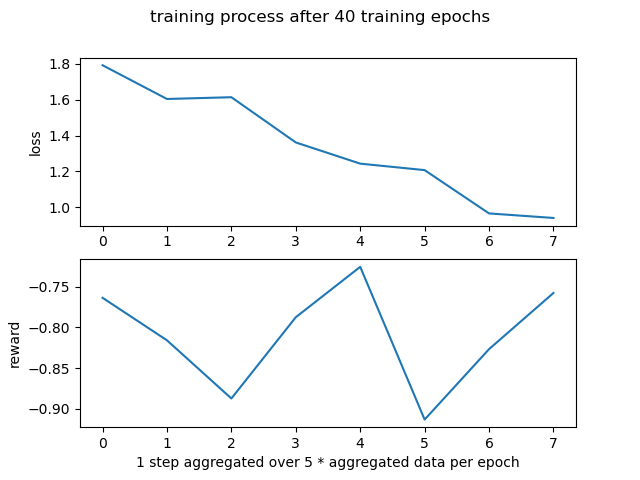 training process after 40 training epochs
1.8
1.6
1.4
1.2
1.0
loss
0 1 2 3 4 5 6 7
−0.75
−0.80
−0.85
−0.90
reward
0 1 2 3 4 5 6 7
1 step aggregated over 5 * aggregated data per epoch